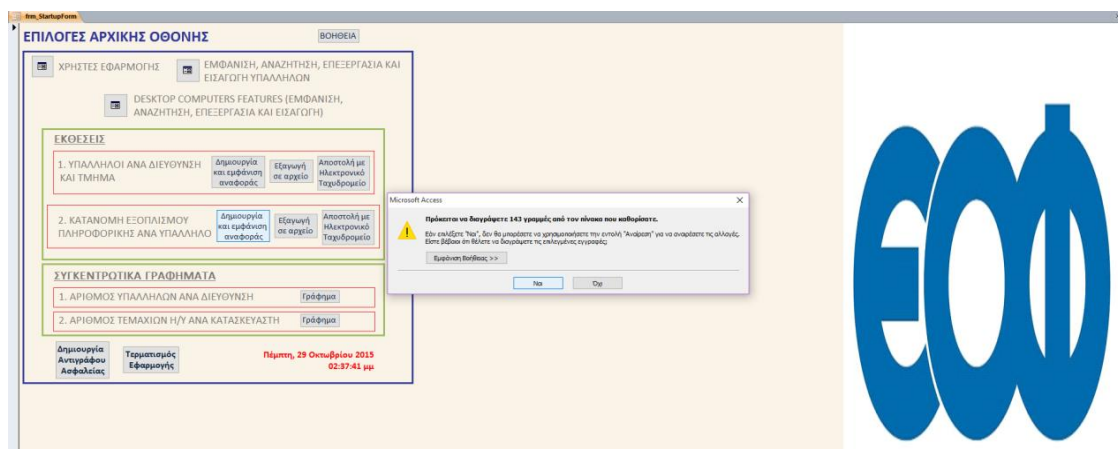 frm_StartupForm
ΕΠΙΛΟΓΕΣ ΑΡΧΙΚΗΣ ΟΘΟΝΗΣ
ΒΟΗΘΕΙΑ
ΧΡΗΣΤΕΣ ΕΦΑΡΜΟΓΗΣ
ΕΜΦΑΝΙΣΗ, ΑΝΑΖΗΤΗΣΗ, ΕΠΕΞΕΡΓΑΣΙΑ ΚΑΙ
ΕΙΣΑΓΩΓΗ ΥΠΑΛΛΗΛΩΝ
DESKTOP COMPUTERS FEATURES (ΕΜΦΑΝΙΣΗ,
ΑΝΑΖΗΤΗΣΗ, ΕΠΕΞΕΡΓΑΣΙΑ ΚΑΙ ΕΙΣΑΓΩΓΗ)
ΕΚΘΕΣΕΙΣ
1. ΥΠΑΛΛΗΛΟΙ ΑΝΑ ΔΙΕΥΘΥΝΣΗ
ΚΑΙ ΤΜΗΜΑ
Δημιουργία
και εμφάνιση
αναφοράς
Εξαγωγή
σε αρχείο
Αποστολή με
Ηλεκτρονικό
Ταχυδρομείο
2. ΚΑΤΑΝΟΜΗ ΕΞΟΠΛΙΣΜΟΥ
ΠΛΗΡΟΦΟΡΙΚΗΣ ΑΝΑ ΥΠΑΛΛΗΛΟ
Δημιουργία
και εμφάνιση
αναφοράς
Εξαγωγή
σε αρχείο
Αποστολή με
Ηλεκτρονικό
Ταχυδρομείο
ΣΥΓΚΕΝΤΡΩΤΙΚΑ ΓΡΑΦΗΜΑΤΑ
1. ΑΡΙΘΜΟΣ ΥΠΑΛΛΗΛΩΝ ΑΝΑ ΔΙΕΥΘΥΝΣΗ
Γράφημα
2. ΑΡΙΘΜΟΣ ΤΕΜΑΧΙΩΝ Η/Υ ΑΝΑ ΚΑΤΑΣΚΕΥΑΣΤΗ
Γράφημα
Δημιουργία
Αντιγράφου
Ασφαλείας
Τερματισμός
Εφαρμογής
Πέμπτη, 29 Οκτωβρίου 2015
02:37:41 μμ
Microsoft Access
Πρόκειται να διαγράψετε 143 γραμμές από τον πίνακα που καθορίσατε.
Εάν επιλέξετε "Ναι", δεν θα μπορέσετε να χρησιμοποιήσετε την εντολή "Αναίρεση" για να αναιρέσετε τις αλλαγές.
Είστε βέβαιοι ότι θέλετε να διαγράψετε τις επιλεγμένες εγγραφές;
Εμφάνιση Βοήθειας >>
Ναι
Όχι
ΕΟΦ